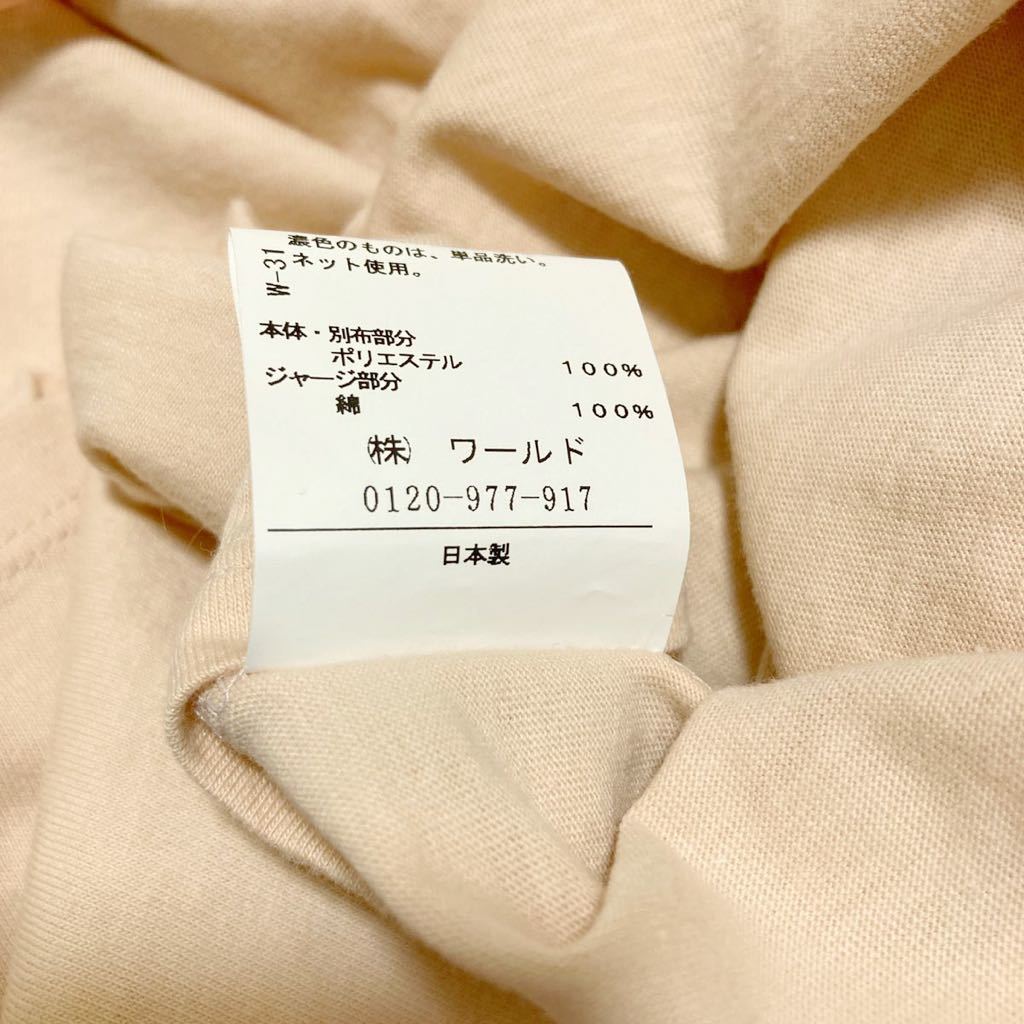 濃色のものは、単品洗い。
ネット使用。
W-31
本体・別布部分
ポリエステル 100%
ジャージ部分
綿 100%
㈱ ワールド
0120-977-917
日本製